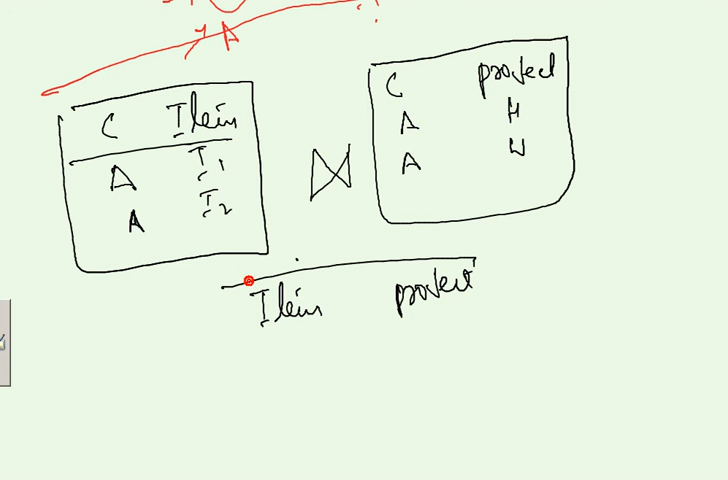 A
C Item
A I1
A I2
⋈
C project
A H
A W
Item project